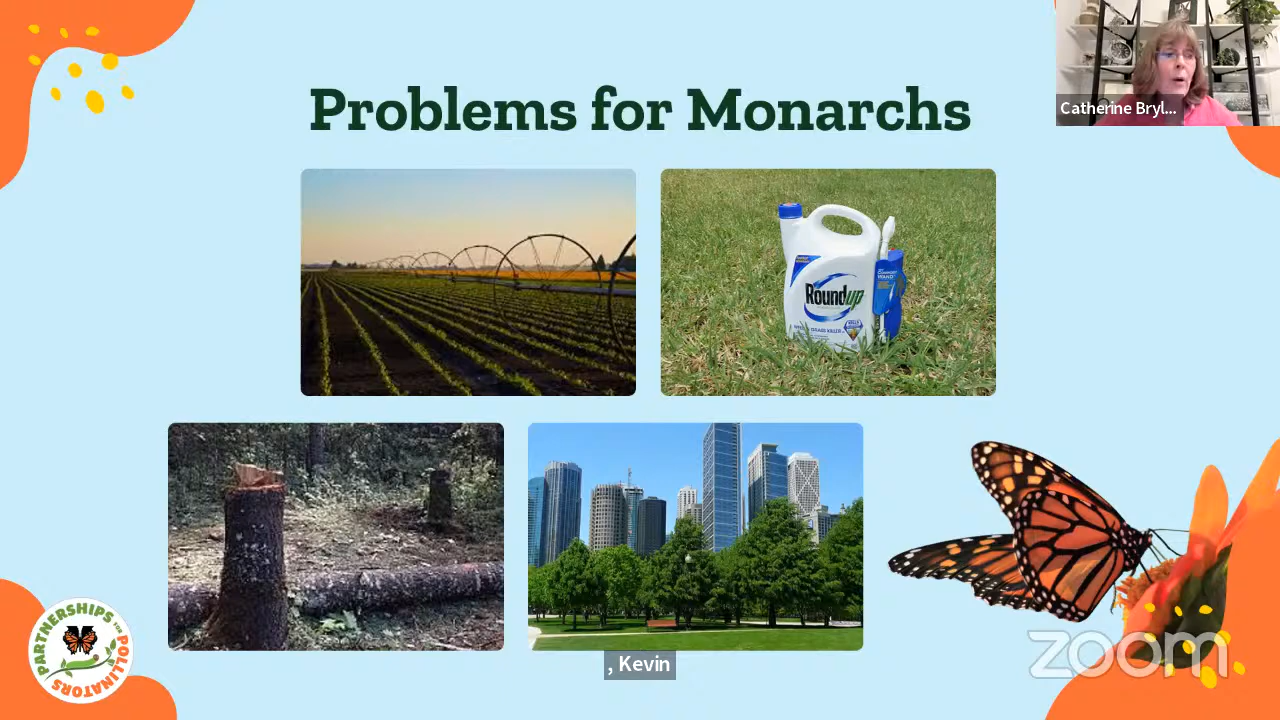 Problems for Monarchs
Catherine Bryl...
Roundup
PARTNERSHIPS FOR POLLINATORS
, Kevin
zoom